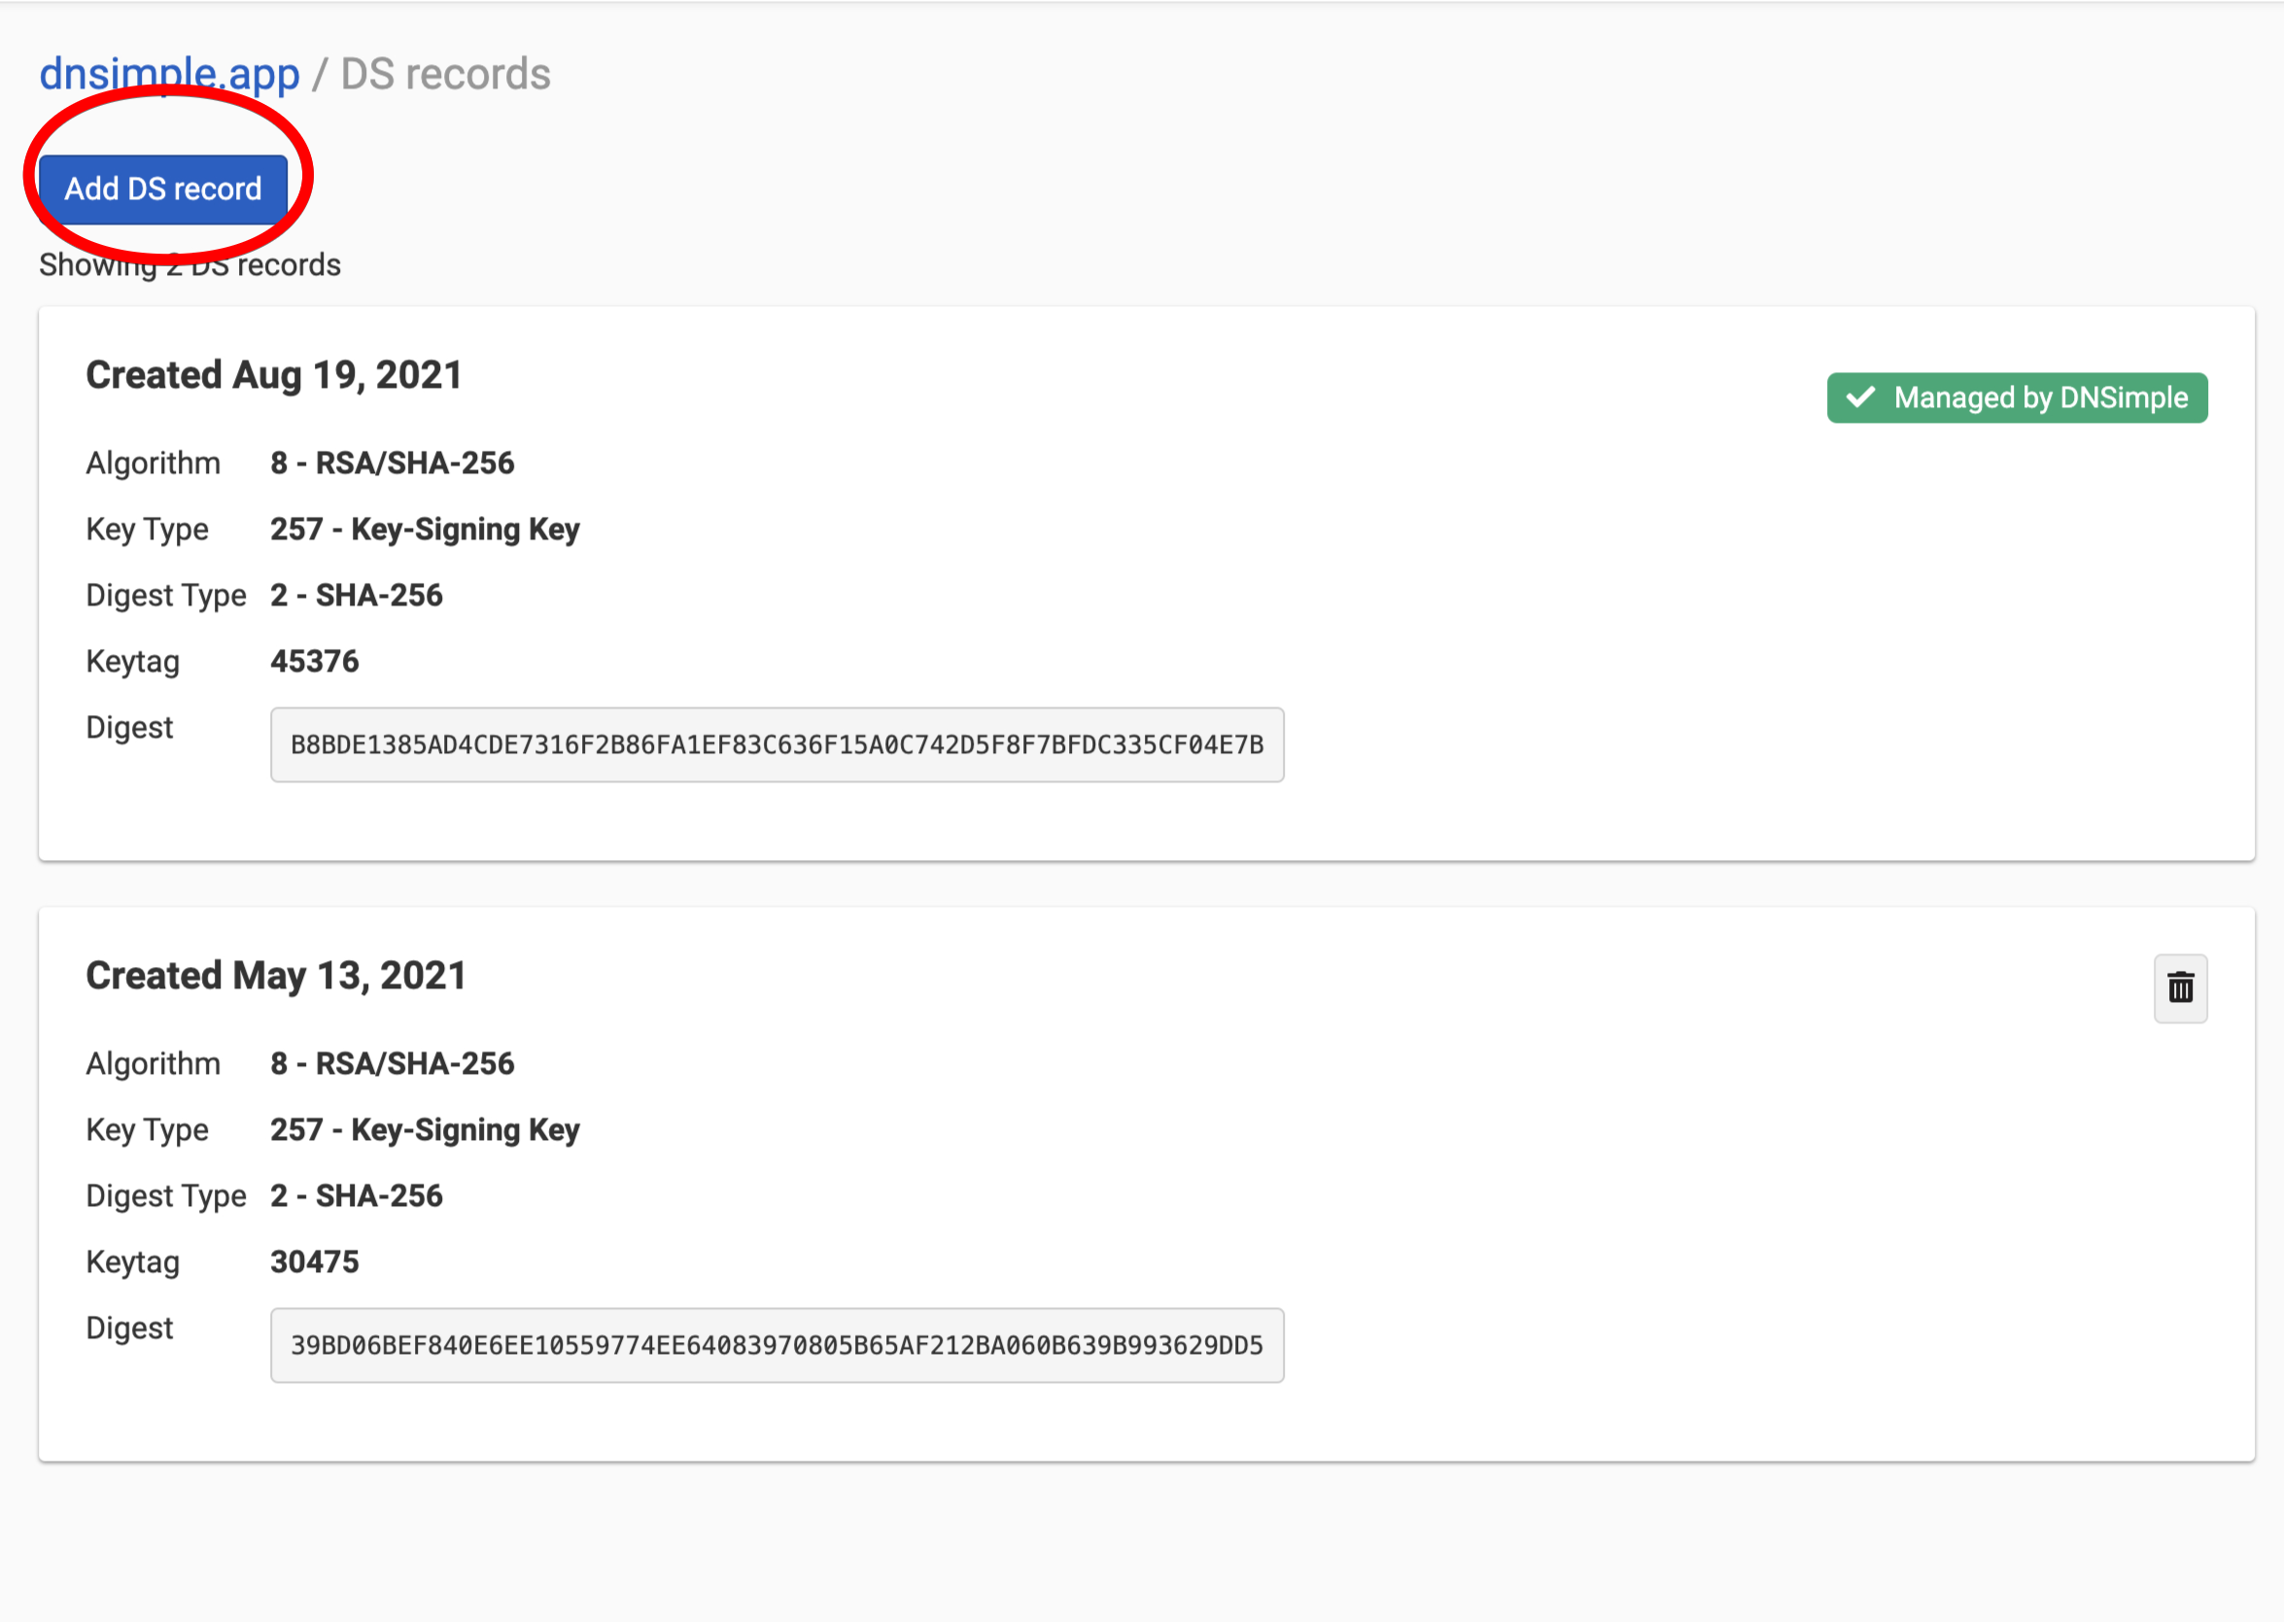 dnsimple.app / DS records
Add DS record
Showing 2 DS records
Created Aug 19, 2021
Managed by DNSimple
Algorithm 8 - RSA/SHA-256
Key Type 257 - Key-Signing Key
Digest Type 2 - SHA-256
Keytag 45376
Digest B8BDE1385AD4CDE7316F2B86FA1EF83C636F15A0C742D5F8F7BFDC335CF04E7B
Created May 13, 2021
Algorithm 8 - RSA/SHA-256
Key Type 257 - Key-Signing Key
Digest Type 2 - SHA-256
Keytag 30475
Digest 39BD06BEF840E6EE10559774EE64083970805B65AF212BA060B639B993629DD5